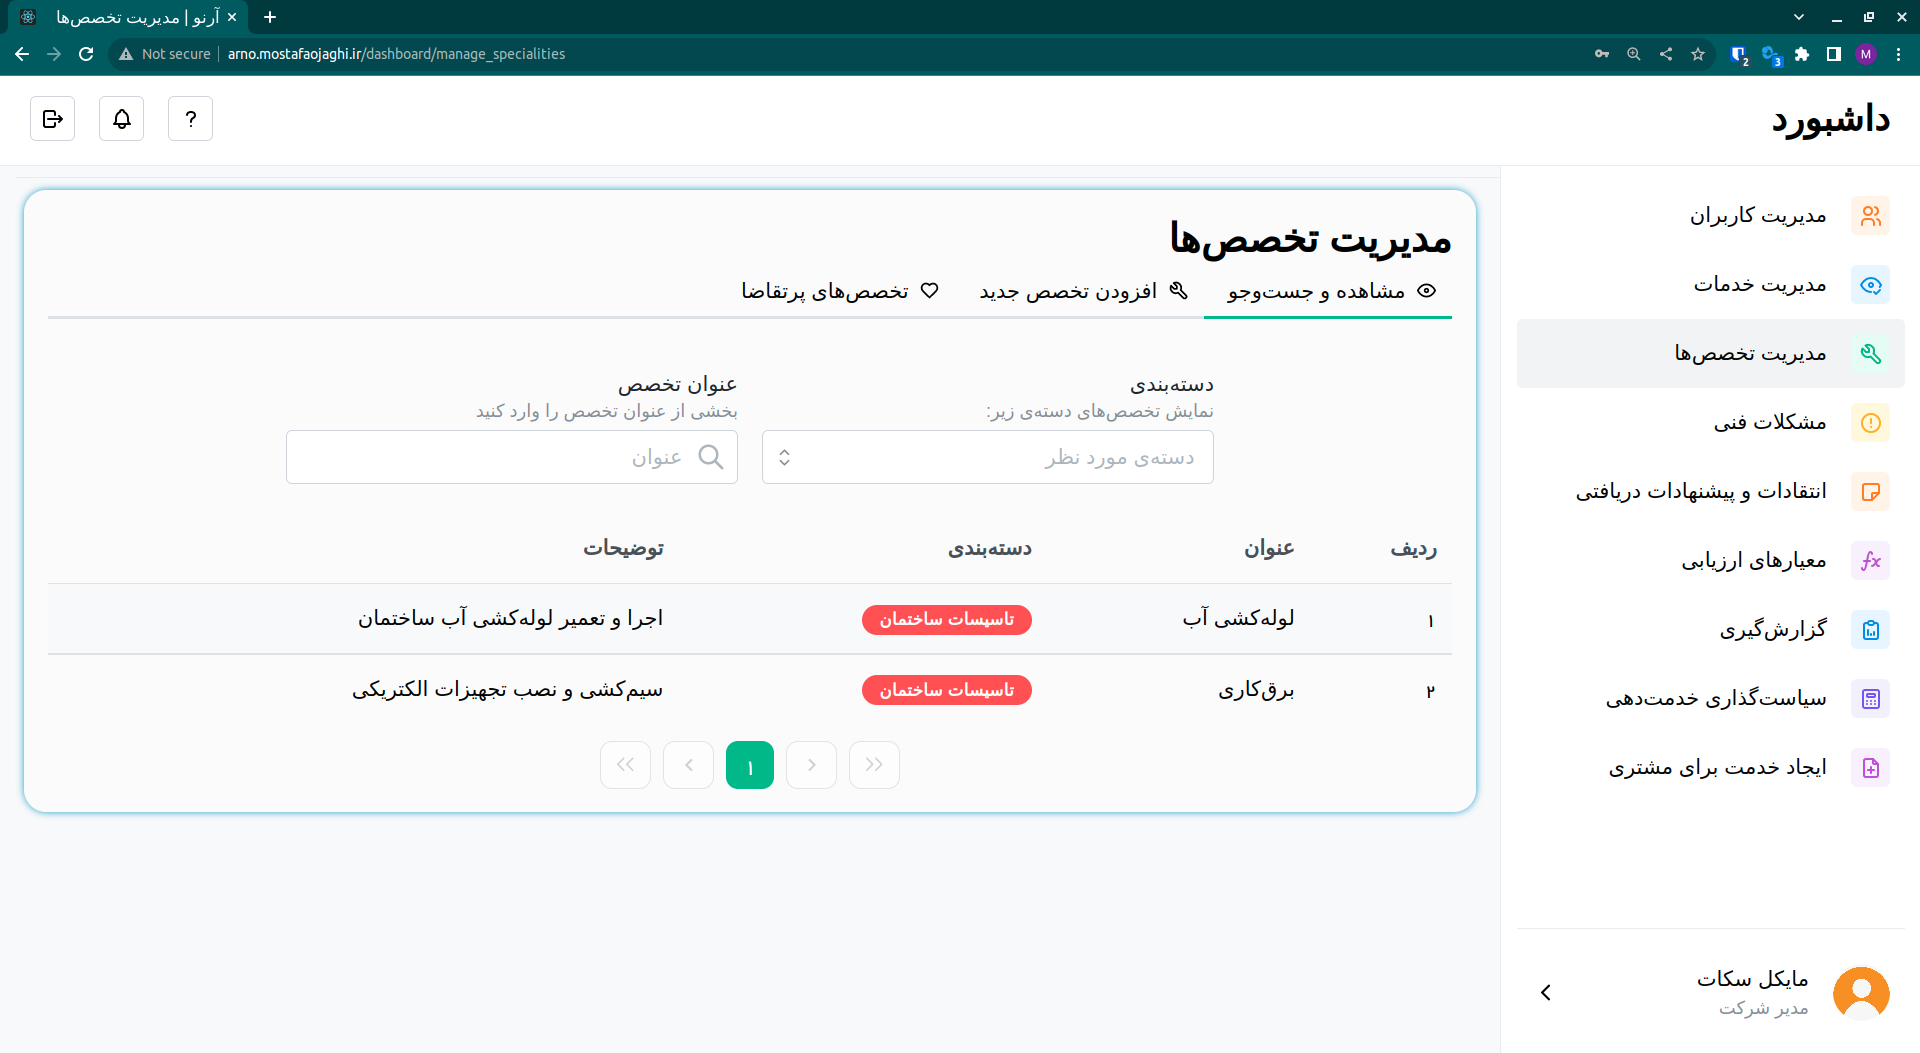 آرنو | مدیریت تخصص‌ها
Not secure | arno.mostafaojaghi.ir/dashboard/manage_specialities
2
3
M
داشبورد
?
مدیریت کاربران
مدیریت خدمات
مدیریت تخصص‌ها
مشکلات فنی
انتقادات و پیشنهادات دریافتی
معیارهای ارزیابی
گزارش‌گیری
سیاست‌گذاری خدمت‌دهی
ایجاد خدمت برای مشتری
مایکل سکات
مدیر شرکت
مدیریت تخصص‌ها
مشاهده و جست‌وجو
افزودن تخصص جدید
تخصص‌های پرتقاضا
دسته‌بندی
نمایش تخصص‌های دسته‌ی زیر:
دسته‌ی مورد نظر
عنوان تخصص
بخشی از عنوان تخصص را وارد کنید
عنوان
ردیف عنوان دسته‌بندی توضیحات
۱ لوله‌کشی آب تاسیسات ساختمان اجرا و تعمیر لوله‌کشی آب ساختمان
۲ برق‌کاری تاسیسات ساختمان سیم‌کشی و نصب تجهیزات الکتریکی
۱